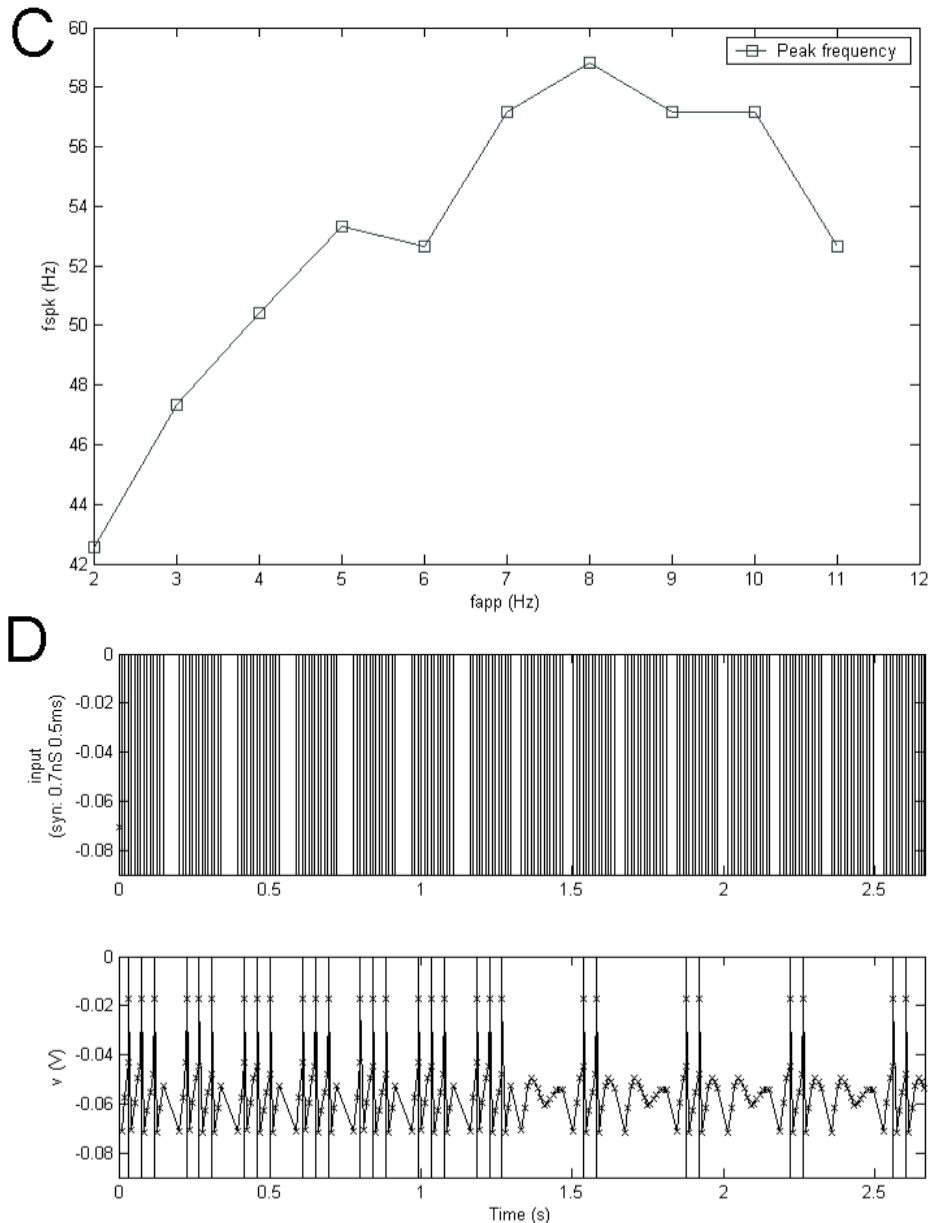 C
60
58
56
54
52
50
48
46
44
42
fspk (Hz)
Peak frequency
2 3 4 5 6 7 8 9 10 11 12
fapp (Hz)
D
0
-0.02
-0.04
-0.06
-0.08
input
(syn: 0.7nS 0.5ms)
0 0.5 1 1.5 2 2.5
0
-0.02
-0.04
-0.06
-0.08
v (V)
0 0.5 1 1.5 2 2.5
Time (s)